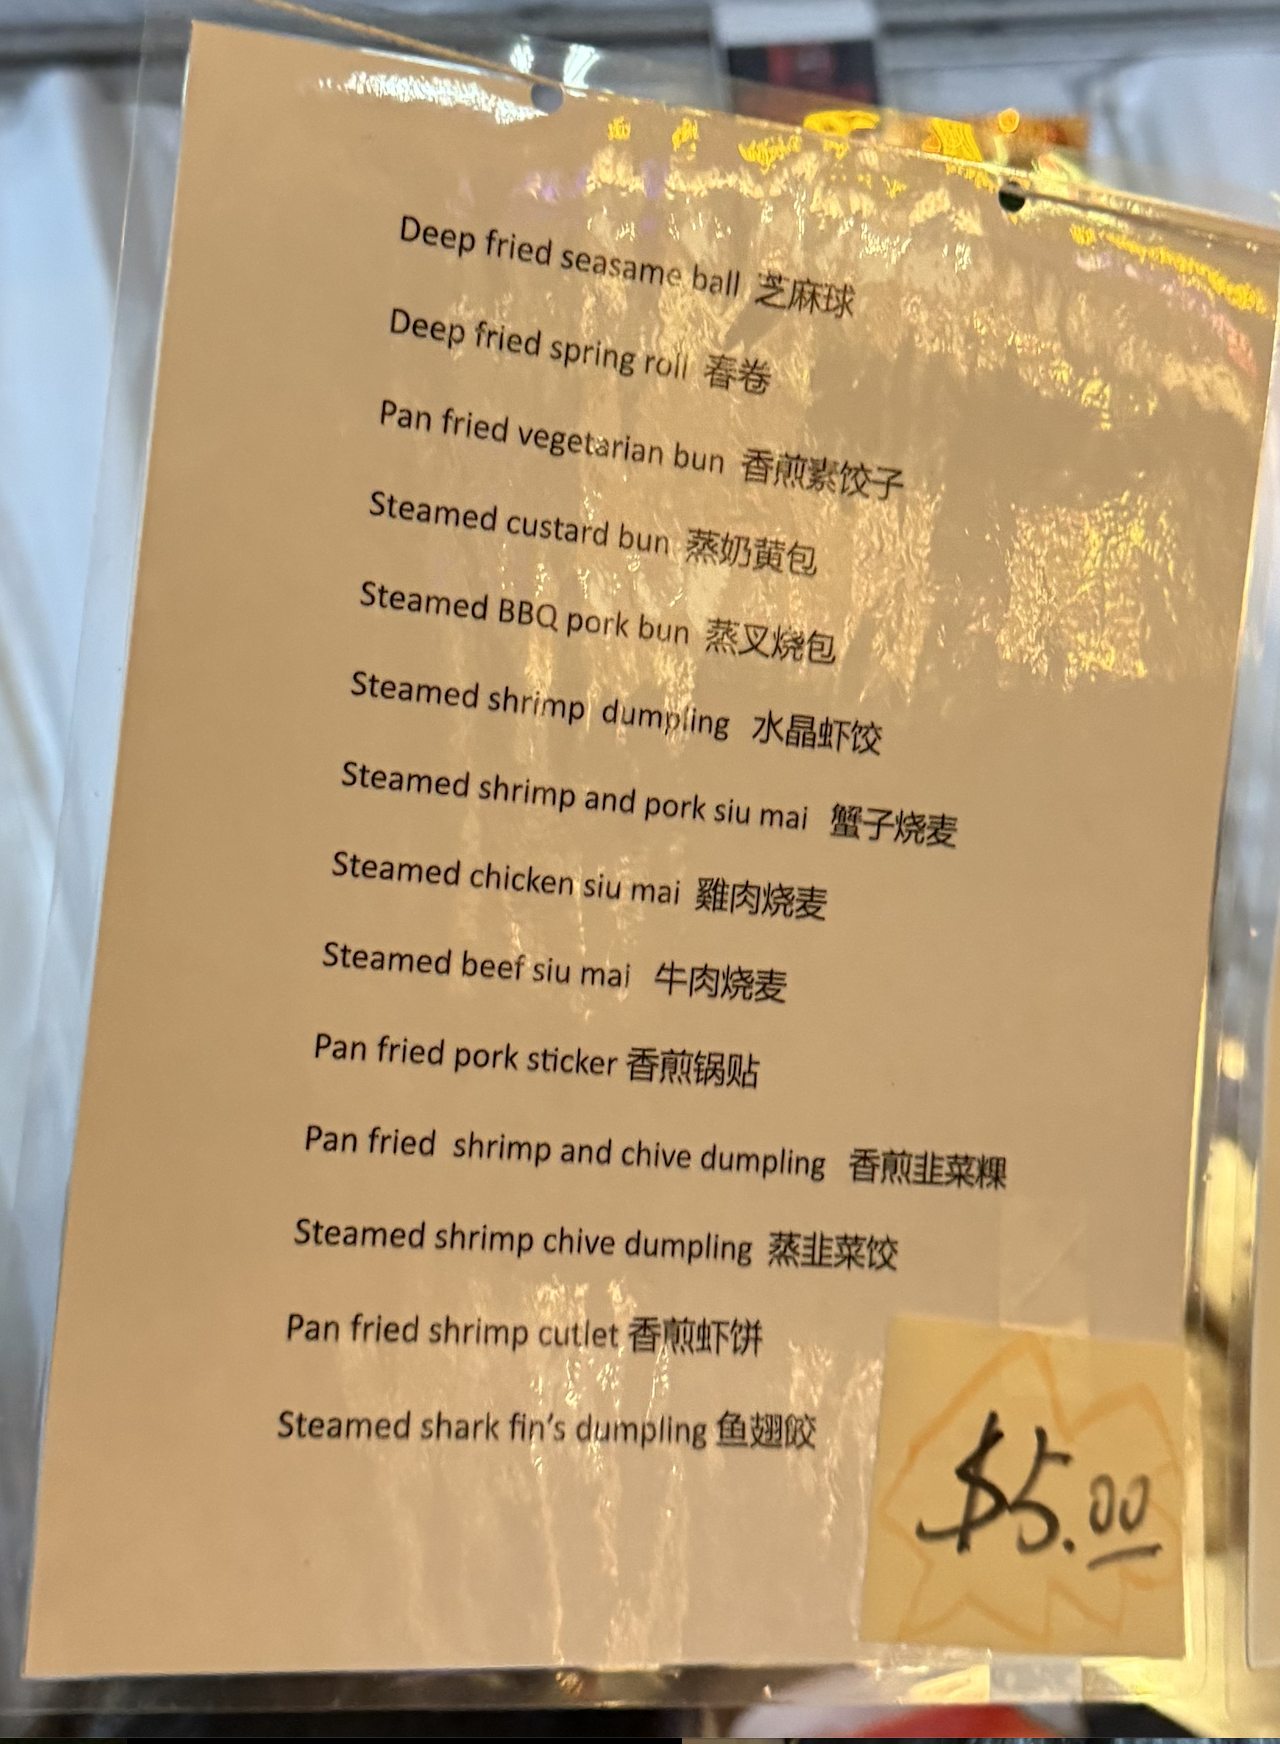 Deep fried seasame ball 芝麻球
Deep fried spring roll 春卷
Pan fried vegetarian bun 香煎素饺子
Steamed custard bun 蒸奶黄包
Steamed BBQ pork bun 蒸叉烧包
Steamed shrimp dumpling 水晶虾饺
Steamed shrimp and pork siu mai 蟹子烧麦
Steamed chicken siu mai 雞肉烧麦
Steamed beef siu mai 牛肉烧麦
Pan fried pork sticker 香煎锅贴
Pan fried shrimp and chive dumpling 香煎韭菜粿
Steamed shrimp chive dumpling 蒸韭菜饺
Pan fried shrimp cutlet 香煎虾饼
Steamed shark fin's dumpling 鱼翅餃
$5.00